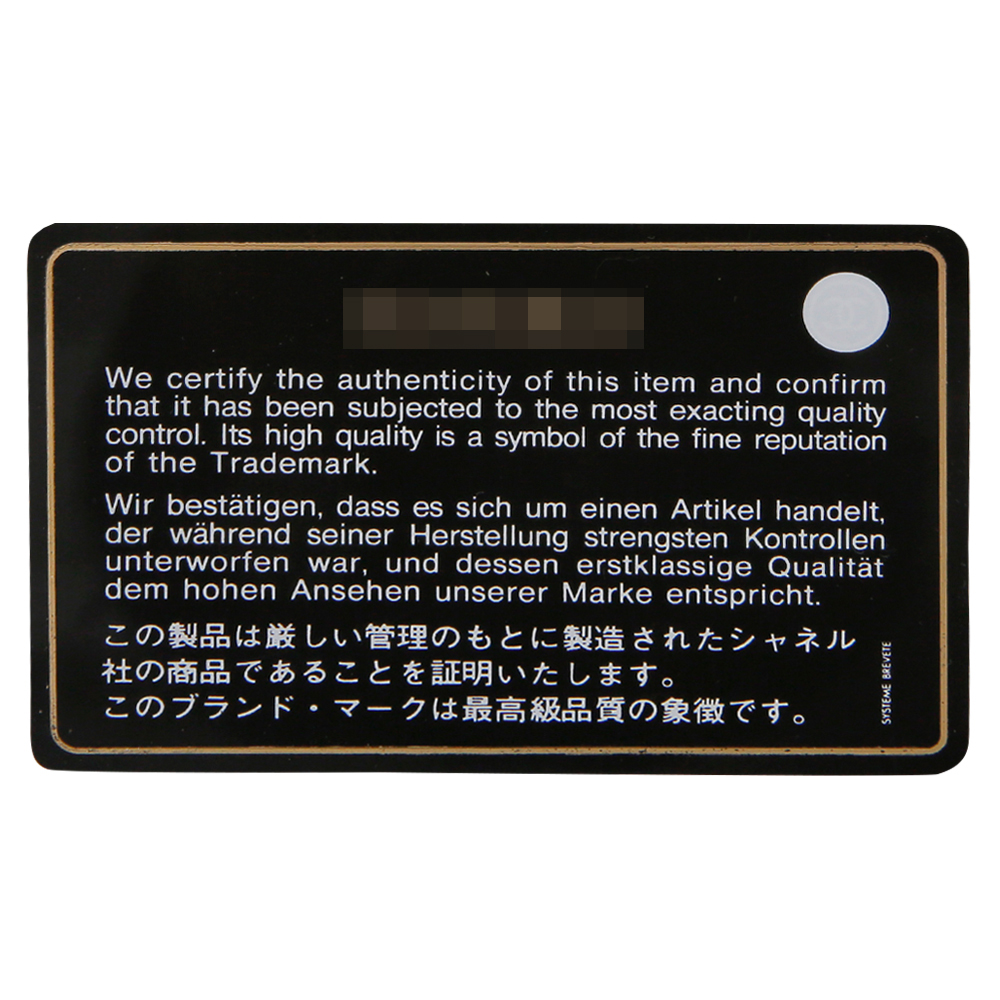 We certify the authenticity of this item and confirm
that it has been subjected to the most exacting quality
control. Its high quality is a symbol of the fine reputation
of the Trademark.
Wir bestätigen, dass es sich um einen Artikel handelt,
der während seiner Herstellung strengsten Kontrollen
unterworfen war, und dessen erstklassige Qualität
dem hohen Ansehen unserer Marke entspricht.
この製品は厳しい管理のもとに製造されたシャネル
社の商品であることを証明いたします。
このブランド・マークは最高級品質の象徴です。
SYSTEME BREVETE